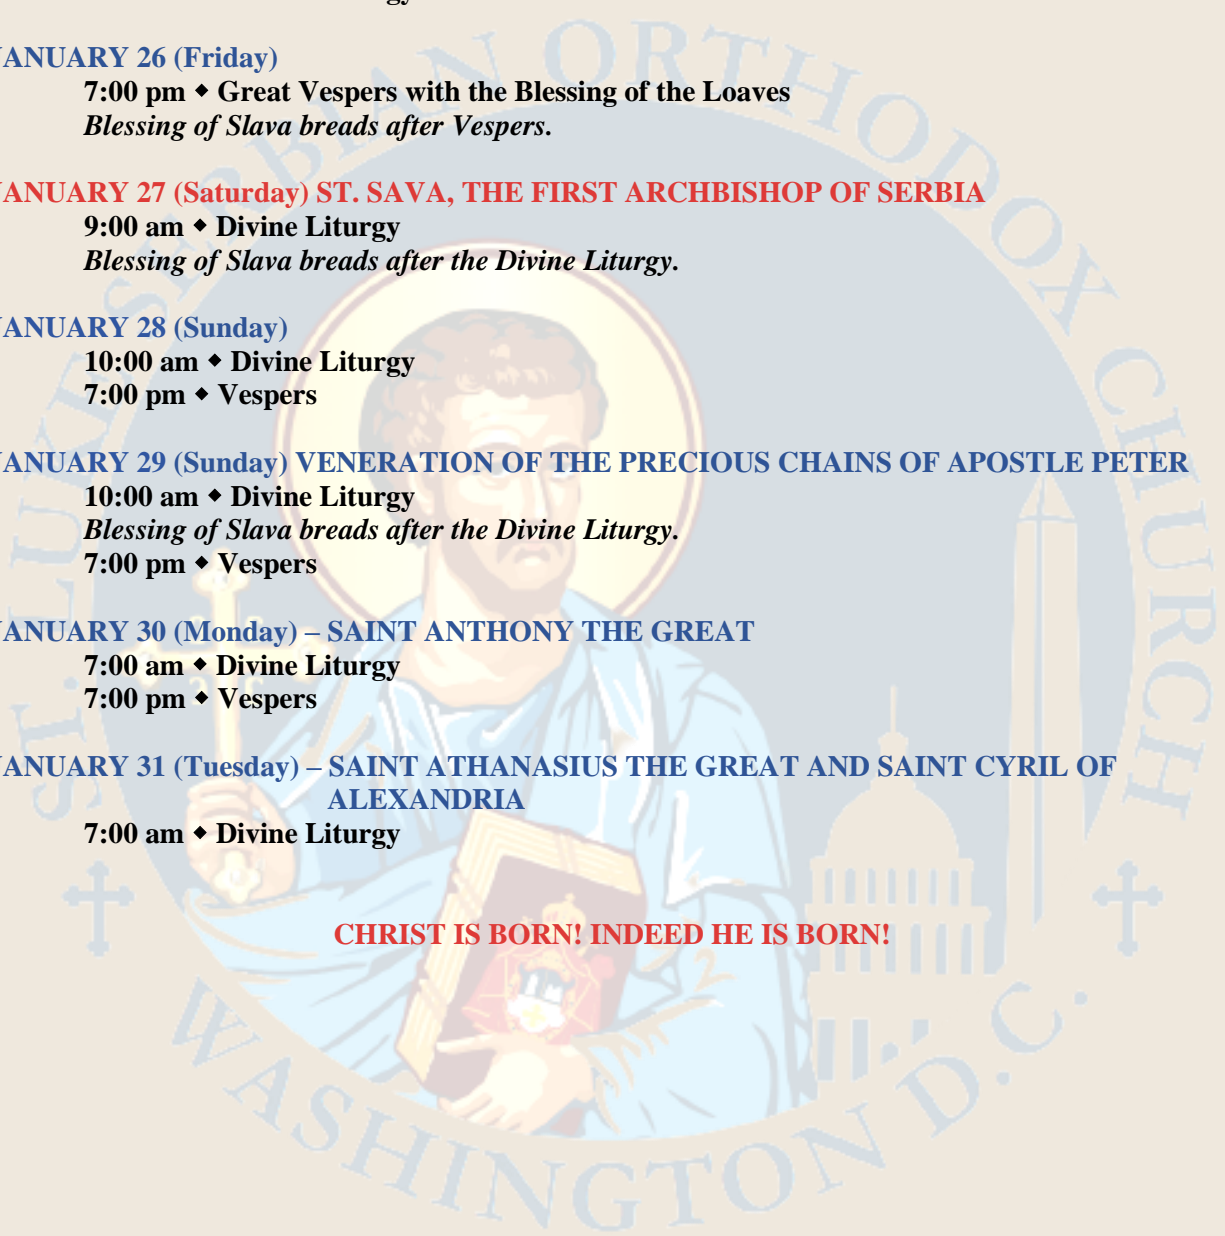 ANUARY 26 (Friday)
7:00 pm ◆ Great Vespers with the Blessing of the Loaves
Blessing of Slava breads after Vespers.
ANUARY 27 (Saturday) ST. SAVA, THE FIRST ARCHBISHOP OF SERBIA
9:00 am ◆ Divine Liturgy
Blessing of Slava breads after the Divine Liturgy.
ANUARY 28 (Sunday)
10:00 am ◆ Divine Liturgy
7:00 pm ◆ Vespers
ANUARY 29 (Sunday) VENERATION OF THE PRECIOUS CHAINS OF APOSTLE PETER
10:00 am ◆ Divine Liturgy
Blessing of Slava breads after the Divine Liturgy.
7:00 pm ◆ Vespers
ANUARY 30 (Monday) – SAINT ANTHONY THE GREAT
7:00 am ◆ Divine Liturgy
7:00 pm ◆ Vespers
ANUARY 31 (Tuesday) – SAINT ATHANASIUS THE GREAT AND SAINT CYRIL OF
ALEXANDRIA
7:00 am ◆ Divine Liturgy
CHRIST IS BORN! INDEED HE IS BORN!
ST. LUKE SERBIAN ORTHODOX CHURCH
WASHINGTON D.C.